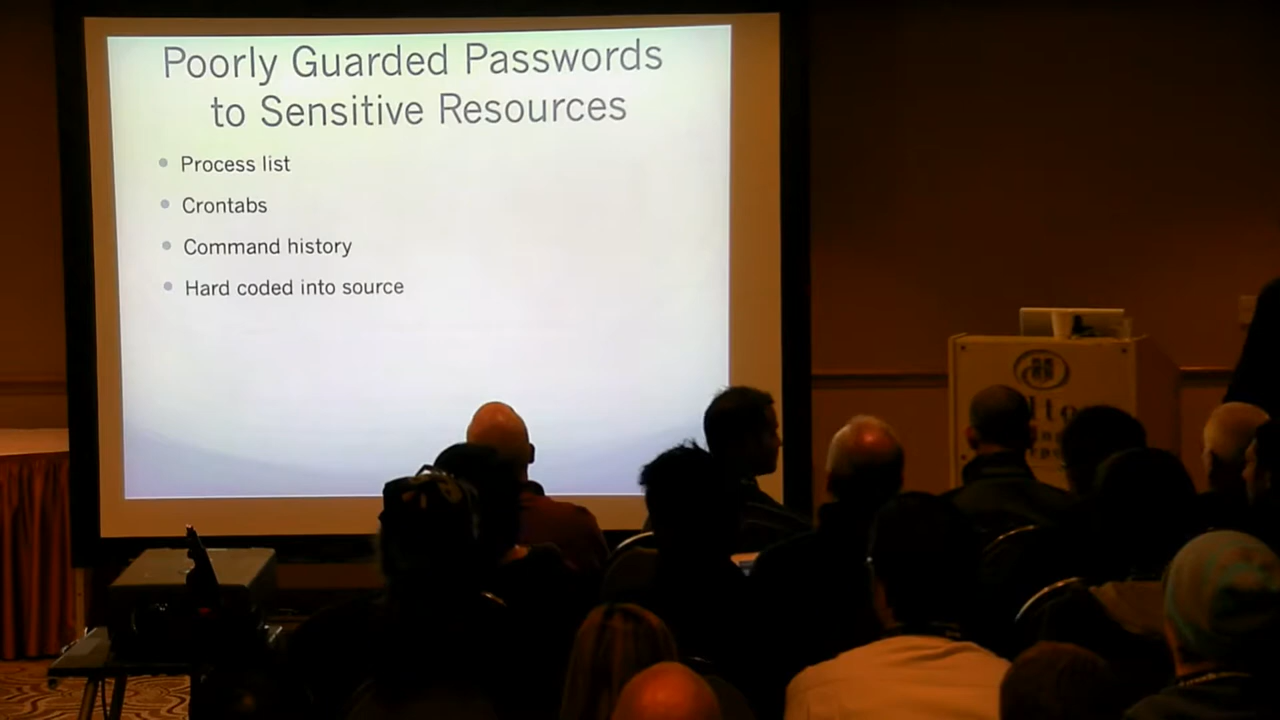 Poorly Guarded Passwords
to Sensitive Resources
Process list
Crontabs
Command history
Hard coded into source